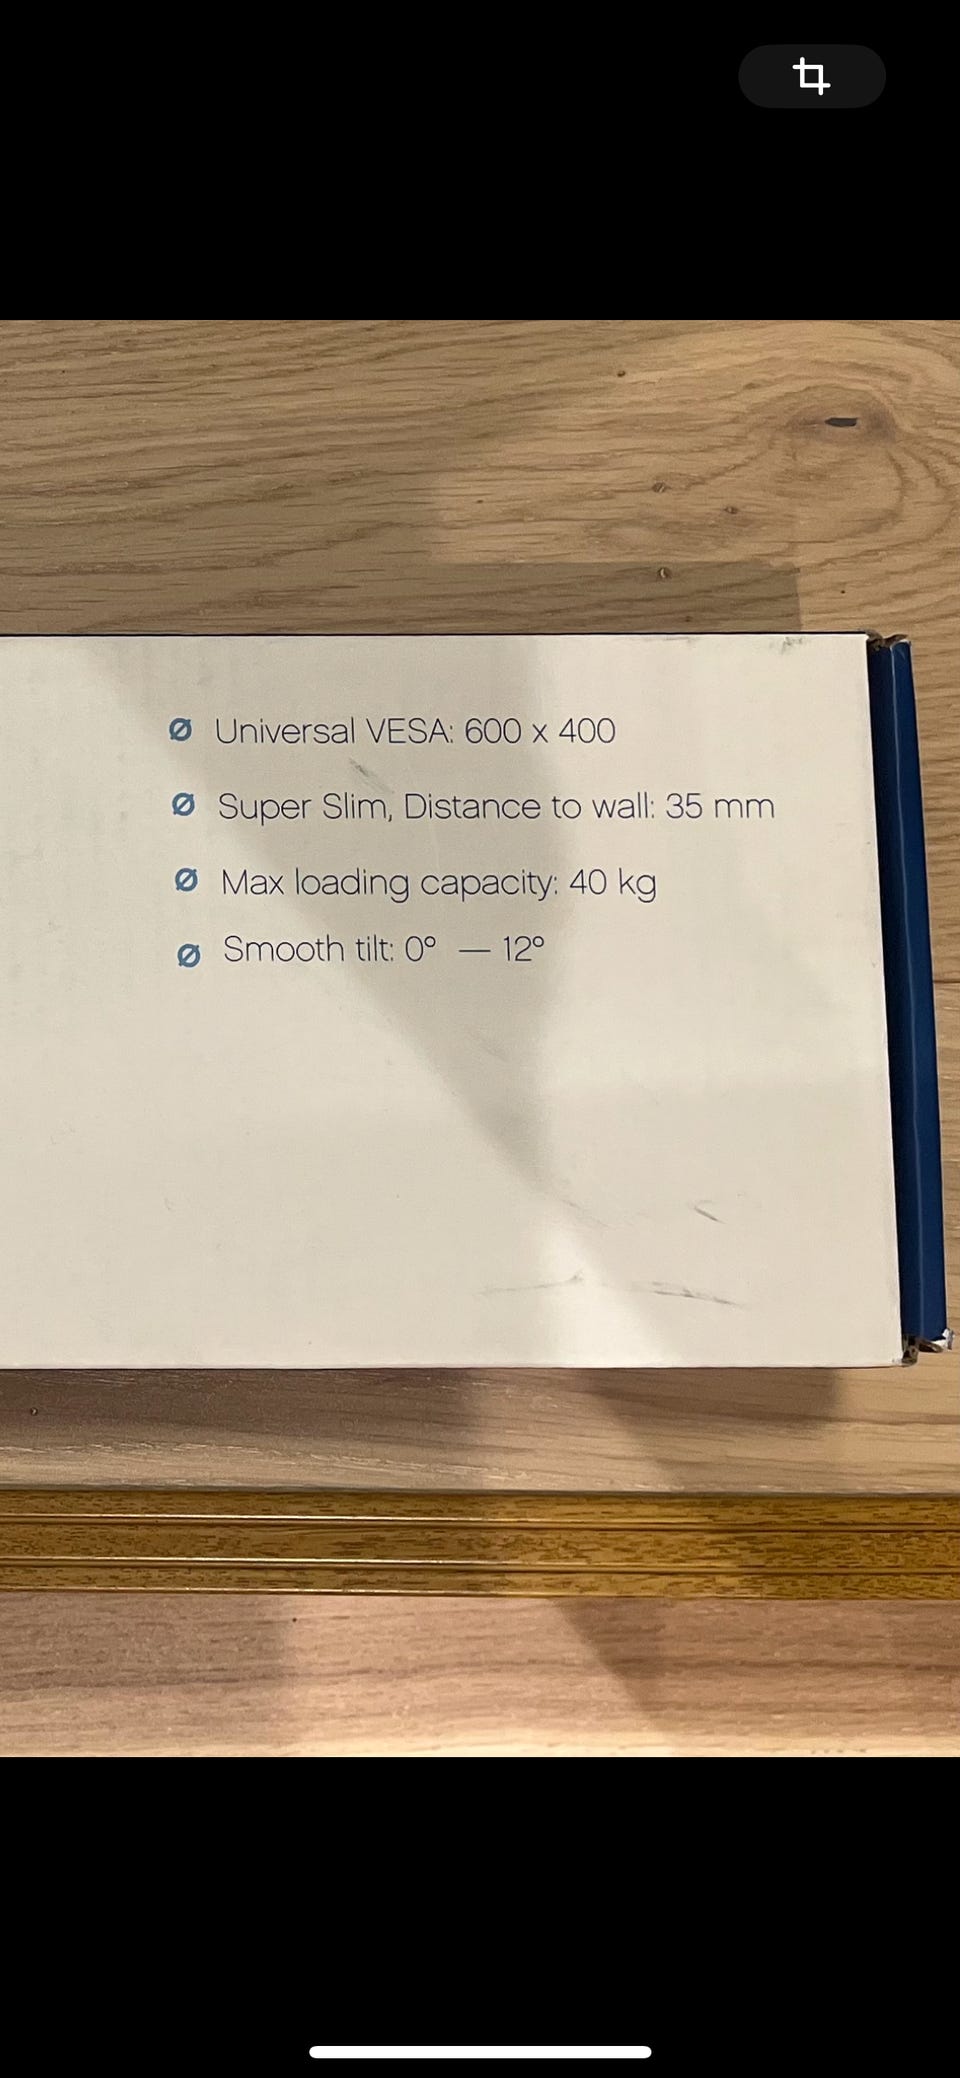 Universal VESA: 600 x 400
Super Slim, Distance to wall: 35 mm
Max loading capacity: 40 kg
Smooth tilt: 0° — 12°